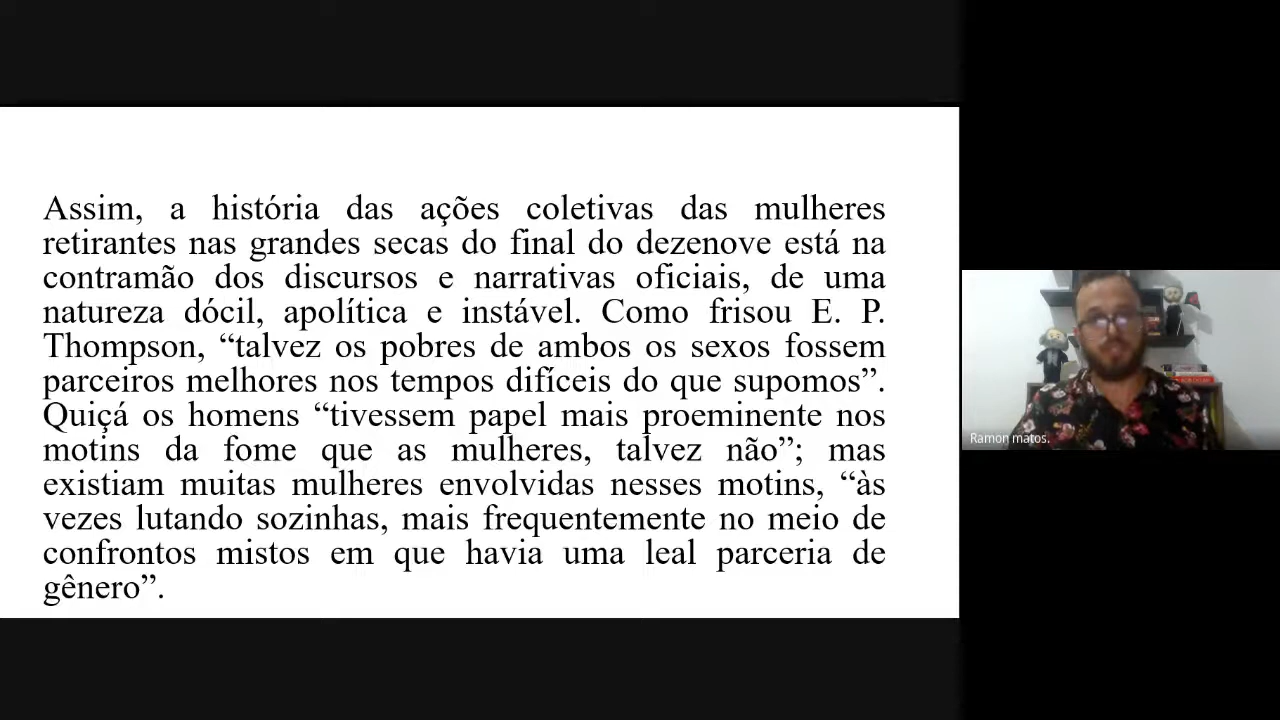 Assim, a história das ações coletivas das mulheres
retirantes nas grandes secas do final do dezenove está na
contramão dos discursos e narrativas oficiais, de uma
natureza dócil, apolítica e instável. Como frisou E. P.
Thompson, “talvez os pobres de ambos os sexos fossem
parceiros melhores nos tempos difíceis do que supomos”.
Quiçá os homens “tivessem papel mais proeminente nos
motins da fome que as mulheres, talvez não”; mas
existiam muitas mulheres envolvidas nesses motins, “às
vezes lutando sozinhas, mais frequentemente no meio de
confrontos mistos em que havia uma leal parceria de
gênero”.
Ramon matos.